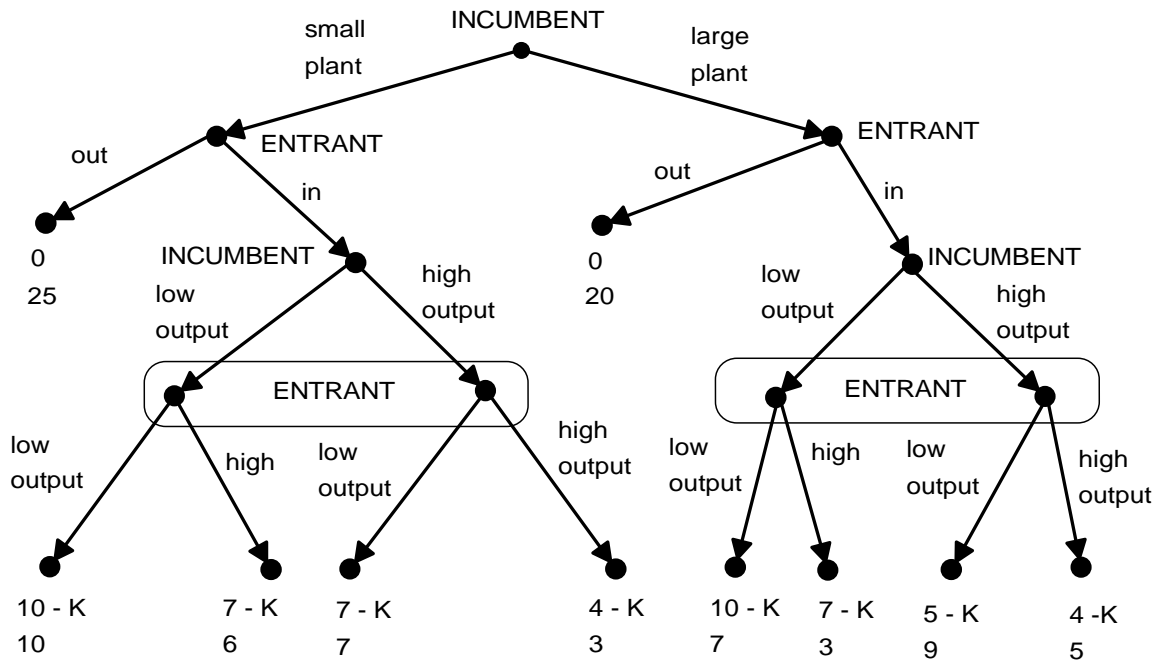 INCUMBENT
small
plant
large
plant
ENTRANT
ENTRANT
out
in
out
in
0
25
INCUMBENT
0
20
INCUMBENT
low
output
high
output
low
output
high
output
ENTRANT
ENTRANT
low
output
high
low
output
high
output
low
output
high
low
output
high
output
10 - K
10
7 - K
6
7 - K
7
4 - K
3
10 - K
7
7 - K
3
5 - K
9
4 -K
5